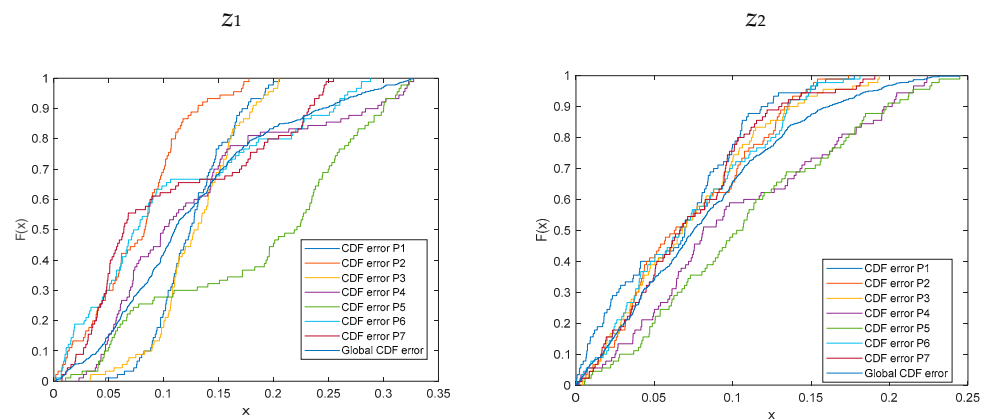 z1
z2
1
0.9
0.8
0.7
0.6
0.5
0.4
0.3
0.2
0.1
0
F(x)
0
0.05
0.1
0.15
0.2
0.25
0.3
0.35
x
CDF error P1
CDF error P2
CDF error P3
CDF error P4
CDF error P5
CDF error P6
CDF error P7
Global CDF error
1
0.9
0.8
0.7
0.6
0.5
0.4
0.3
0.2
0.1
0
F(x)
0
0.05
0.1
0.15
0.2
0.25
x
CDF error P1
CDF error P2
CDF error P3
CDF error P4
CDF error P5
CDF error P6
CDF error P7
Global CDF error